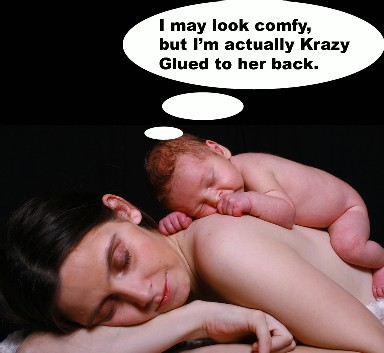 I may look comfy,
but I'm actually Krazy
Glued to her back.